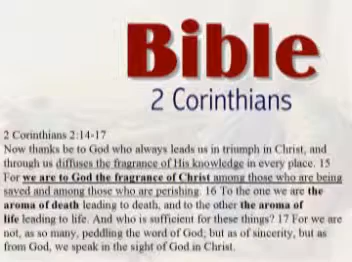 Bible
2 Corinthians
2 Corinthians 2:14-17
Now thanks be to God who always leads us in triumph in Christ, and
through us diffuses the fragrance of His knowledge in every place. 15
For we are to God the fragrance of Christ among those who are being
saved and among those who are perishing. 16 To the one we are the
aroma of death leading to death, and to the other the aroma of
life leading to life. And who is sufficient for these things? 17 For we are
not, as so many, peddling the word of God; but as of sincerity, but as
from God, we speak in the sight of God in Christ.